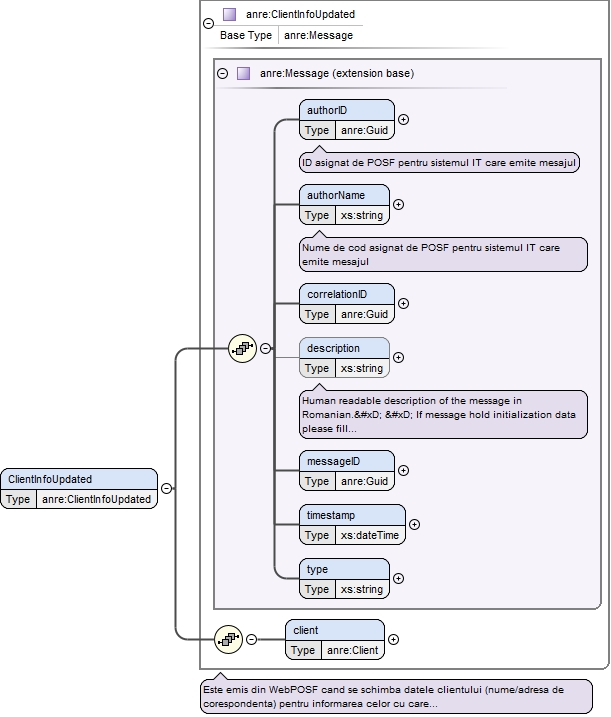 anre:ClientInfoUpdated
Base Type anre:Message
anre:Message (extension base)
authorID
Type anre:Guid
ID asignat de POSF pentru sistemul IT care emite mesajul
authorName
Type xs:string
Nume de cod asignat de POSF pentru sistemul IT care
emite mesajul
correlationID
Type anre:Guid
description
Type xs:string
Human readable description of the message in
Romanian.&#xD; &#xD; If message hold initialization data
please fill...
messageID
Type anre:Guid
ClientInfoUpdated
Type anre:ClientInfoUpdated
timestamp
Type xs:dateTime
type
Type xs:string
client
Type anre:Client
Este emis din WebPOSF cand se schimba datele clientului (nume/adresa de
corespondenta) pentru informarea celor cu care...